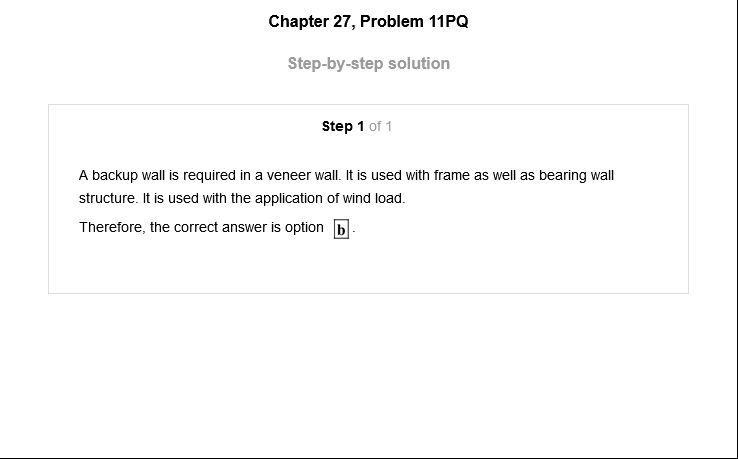 Chapter 27, Problem 11PQ
Step-by-step solution
Step 1 of 1
A backup wall is required in a veneer wall. It is used with frame as well as bearing wall
structure. It is used with the application of wind load.
Therefore, the correct answer is option b.